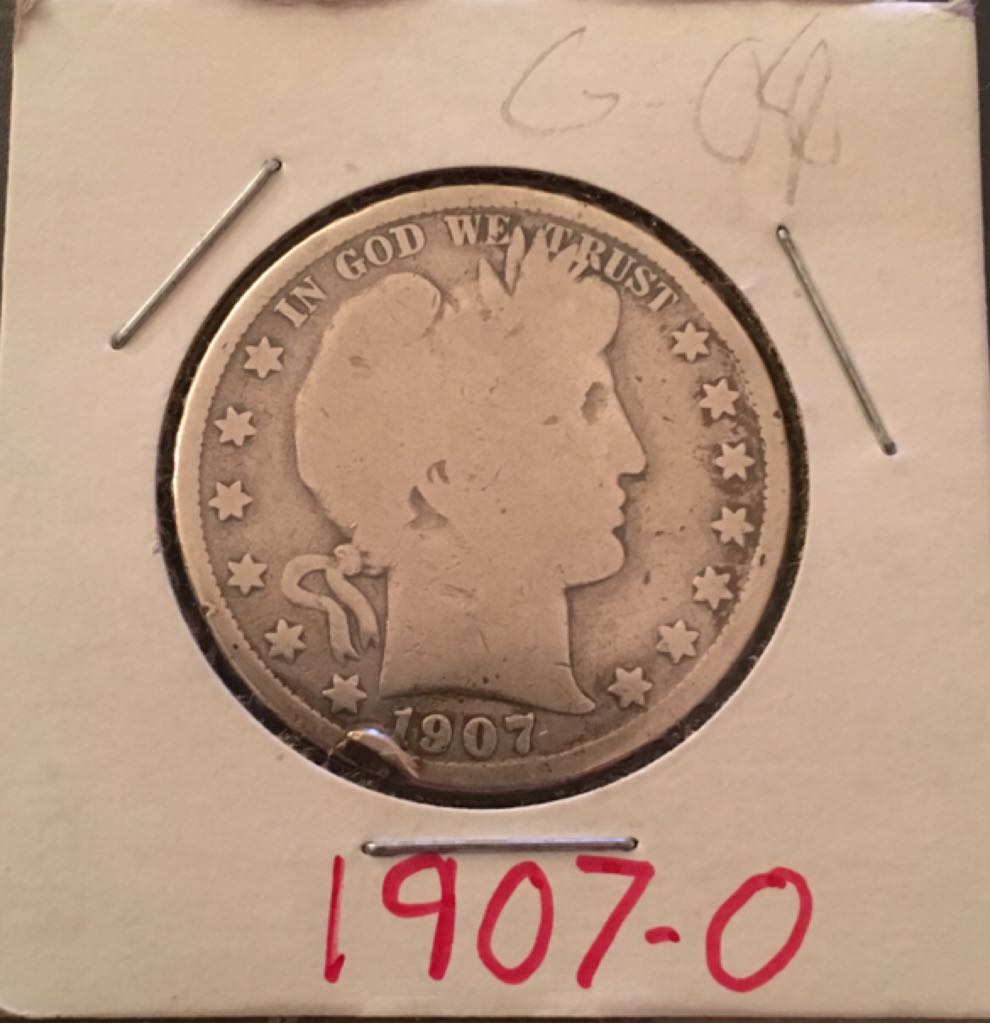 G-04
IN GOD WE TRUST
1907
1907-O